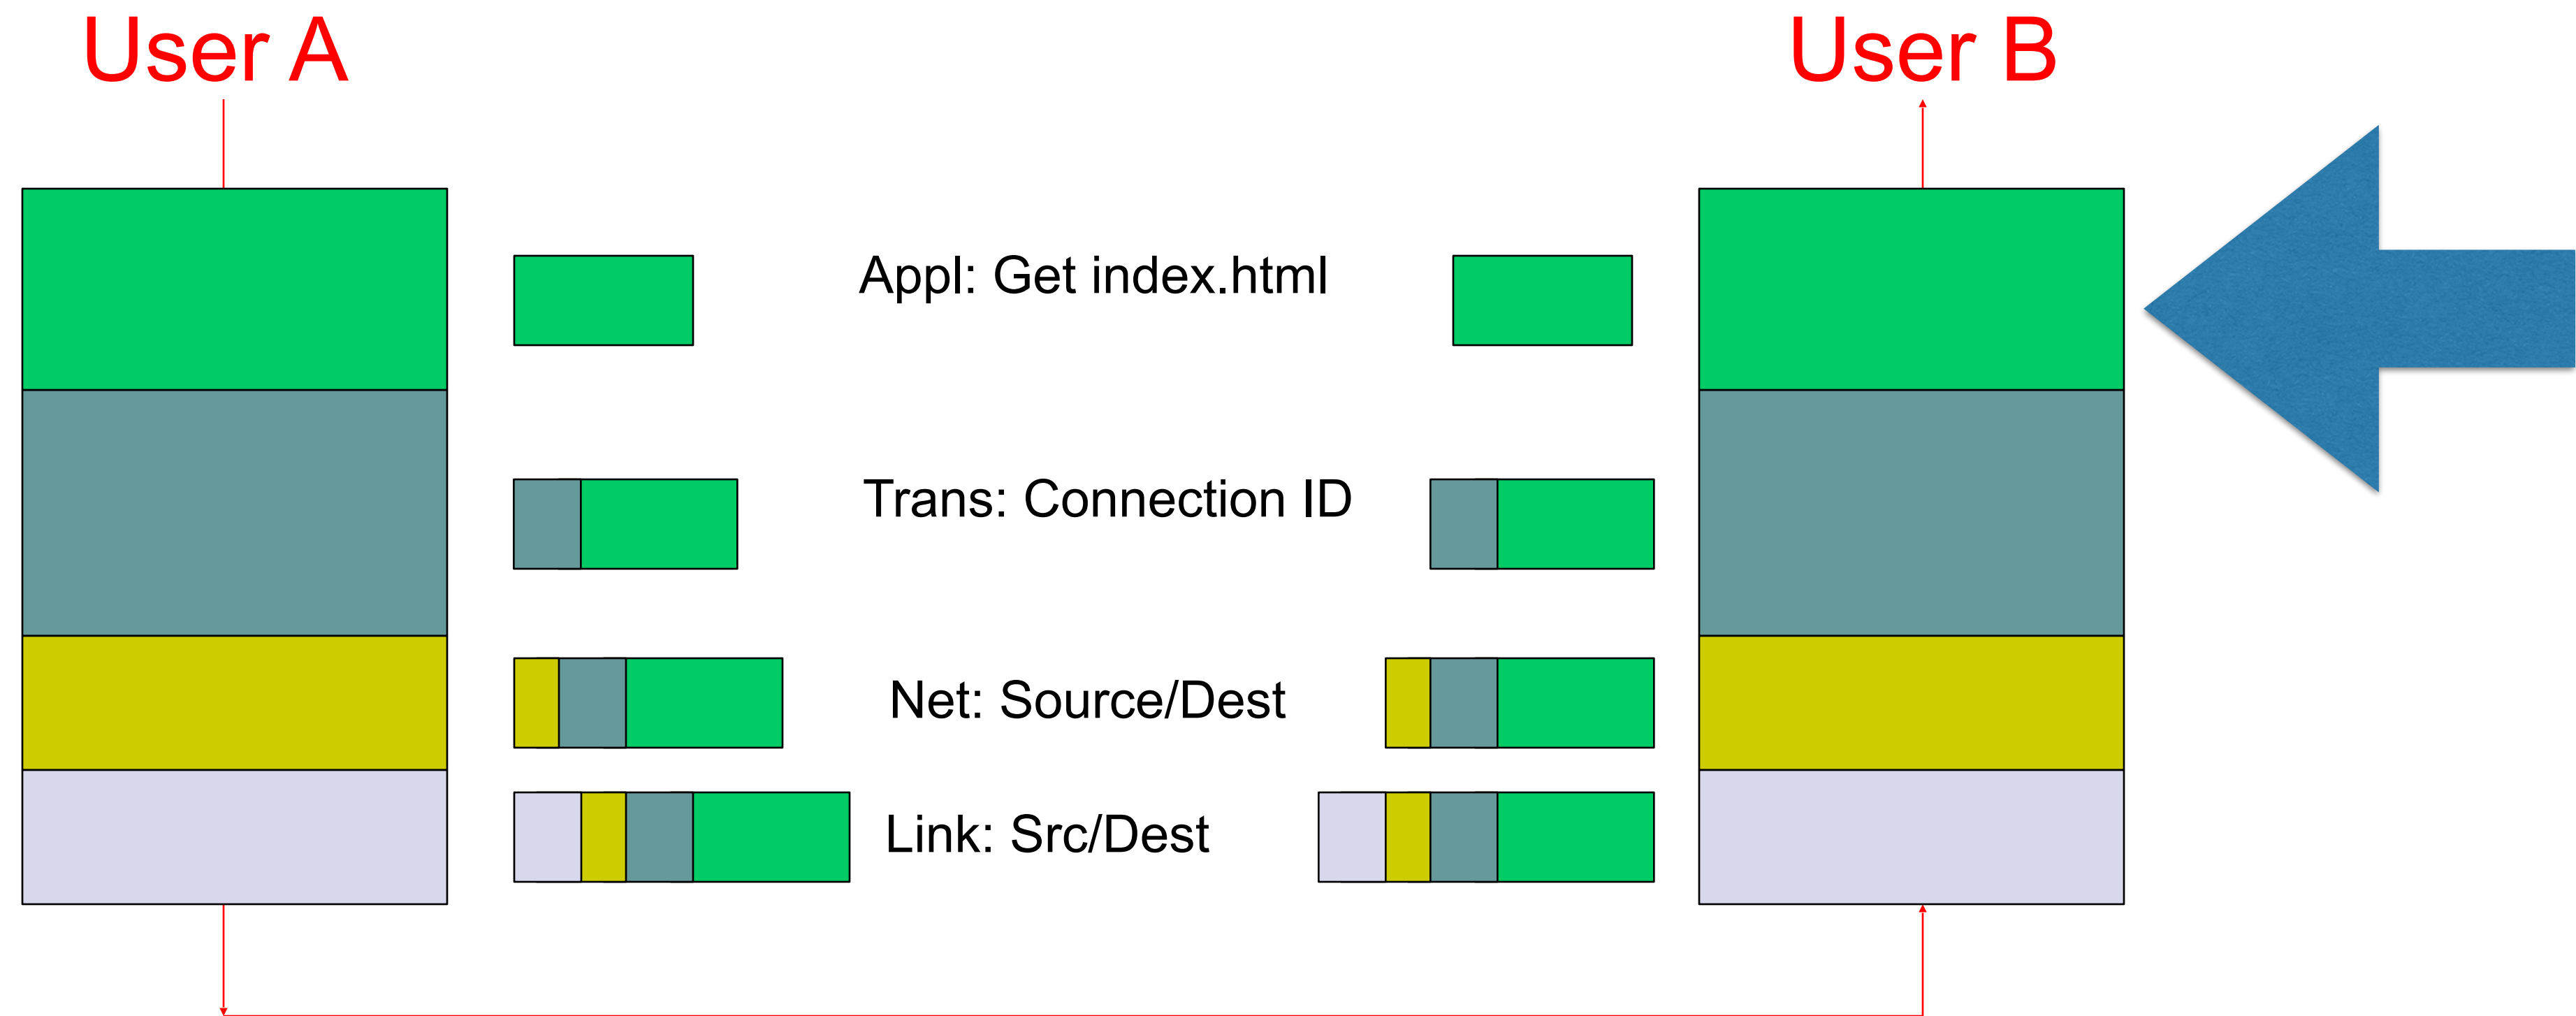 User A
User B
Appl: Get index.html
Trans: Connection ID
Net: Source/Dest
Link: Src/Dest